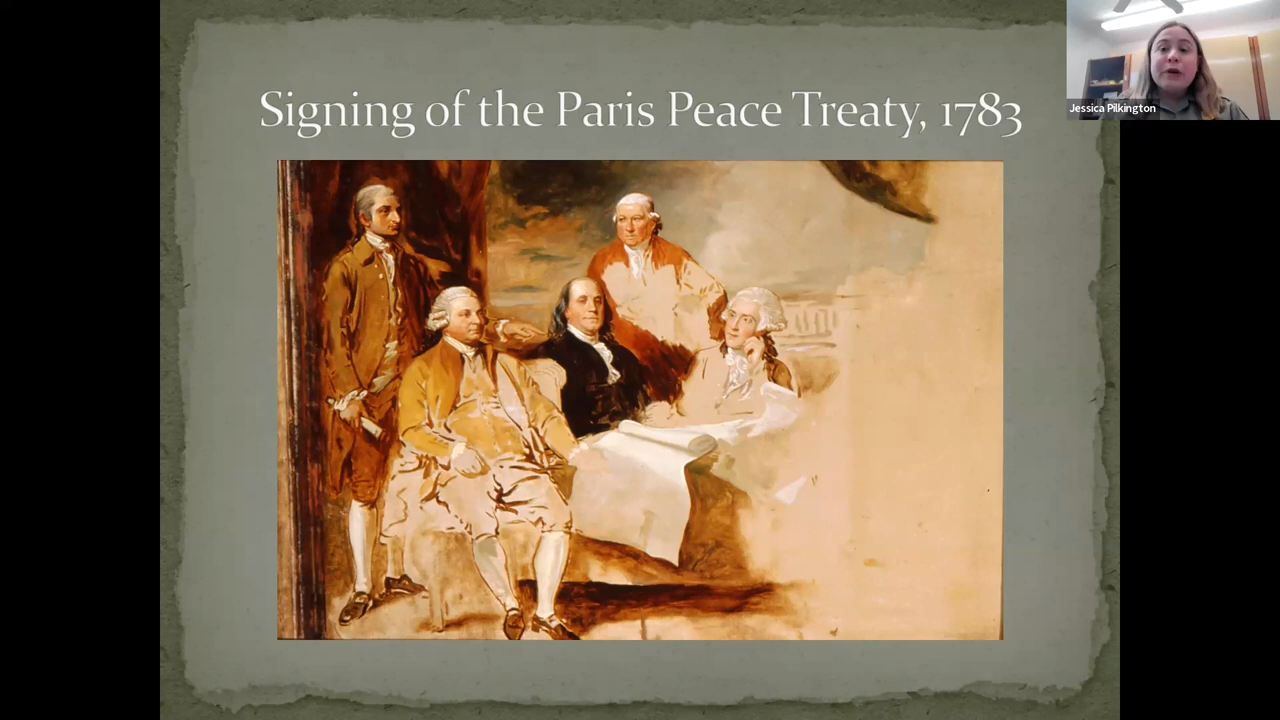 Signing of the Paris Peace Treaty, 1783
Jessica Pilkington